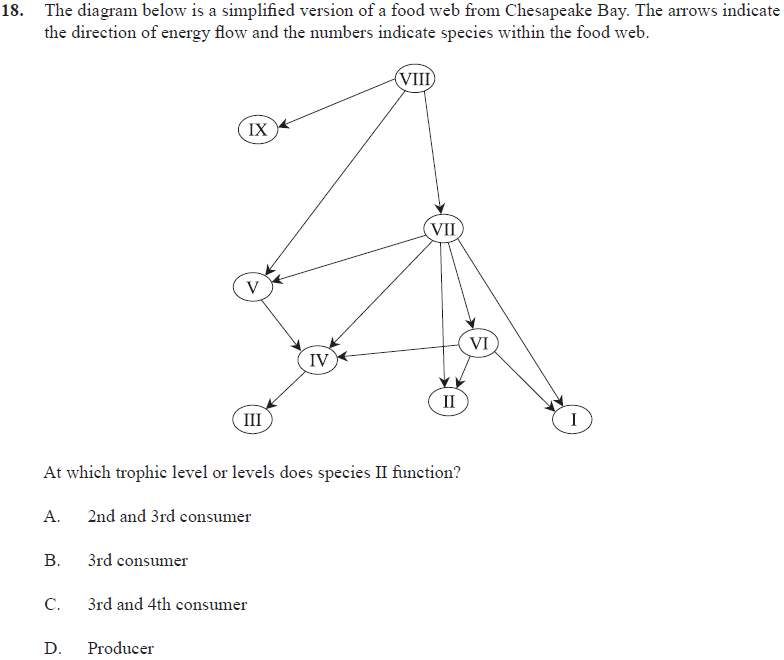 18. The diagram below is a simplified version of a food web from Chesapeake Bay. The arrows indicate
the direction of energy flow and the numbers indicate species within the food web.
VIII
IX
VII
V
VI
IV
II
III
I
At which trophic level or levels does species II function?
A. 2nd and 3rd consumer
B. 3rd consumer
C. 3rd and 4th consumer
D. Producer